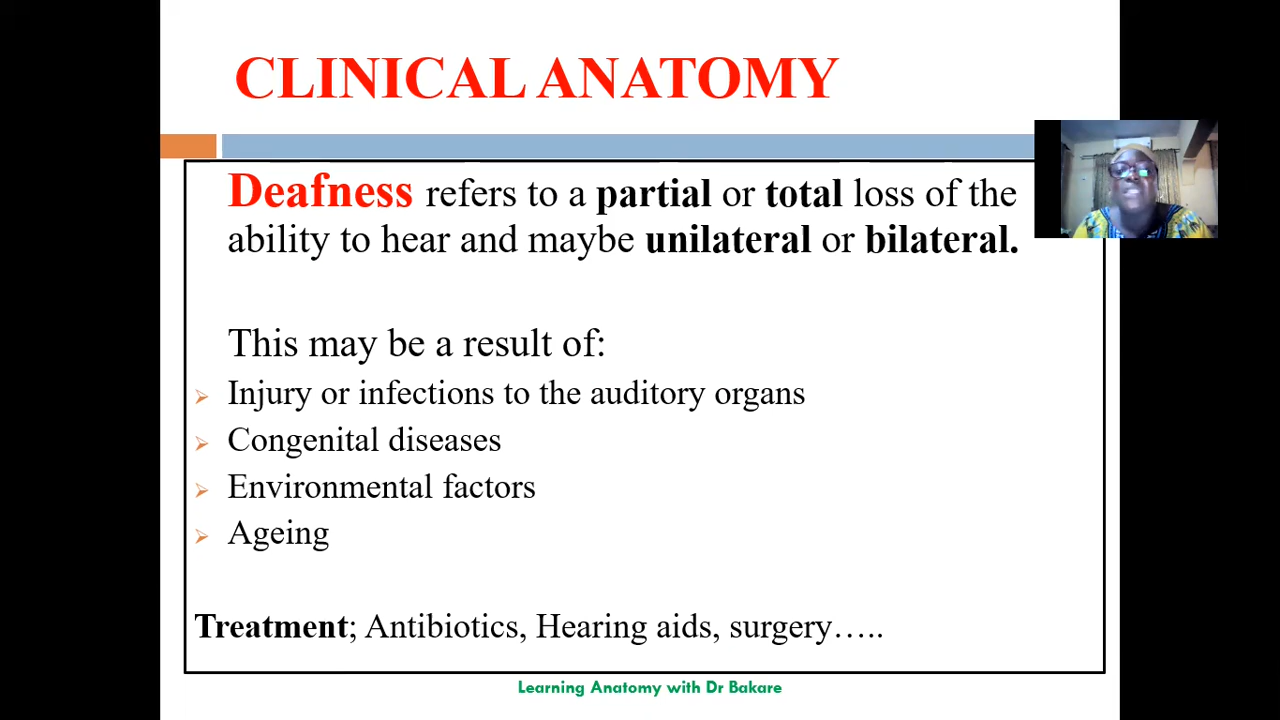 CLINICAL ANATOMY
Deafness refers to a partial or total loss of the
ability to hear and maybe unilateral or bilateral.
This may be a result of:
Injury or infections to the auditory organs
Congenital diseases
Environmental factors
Ageing
Treatment; Antibiotics, Hearing aids, surgery…..
Learning Anatomy with Dr Bakare